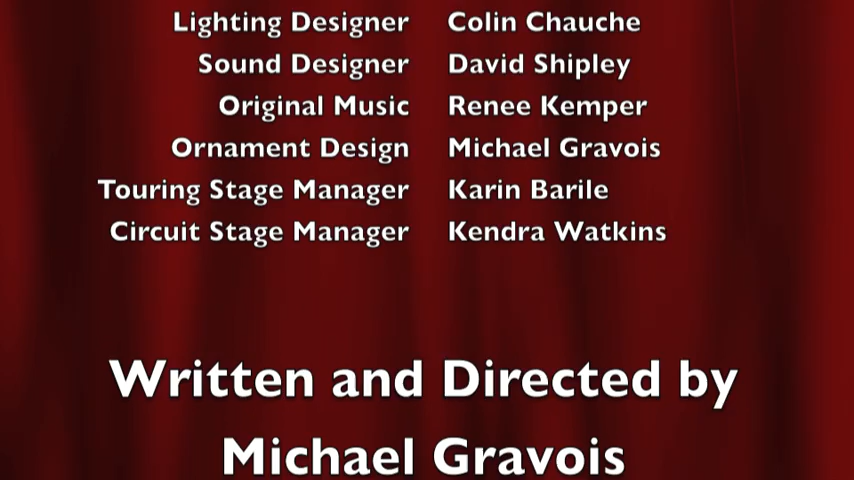 Lighting Designer Colin Chauche
Sound Designer David Shipley
Original Music Renee Kemper
Ornament Design Michael Gravois
Touring Stage Manager Karin Barile
Circuit Stage Manager Kendra Watkins
Written and Directed by
Michael Gravois